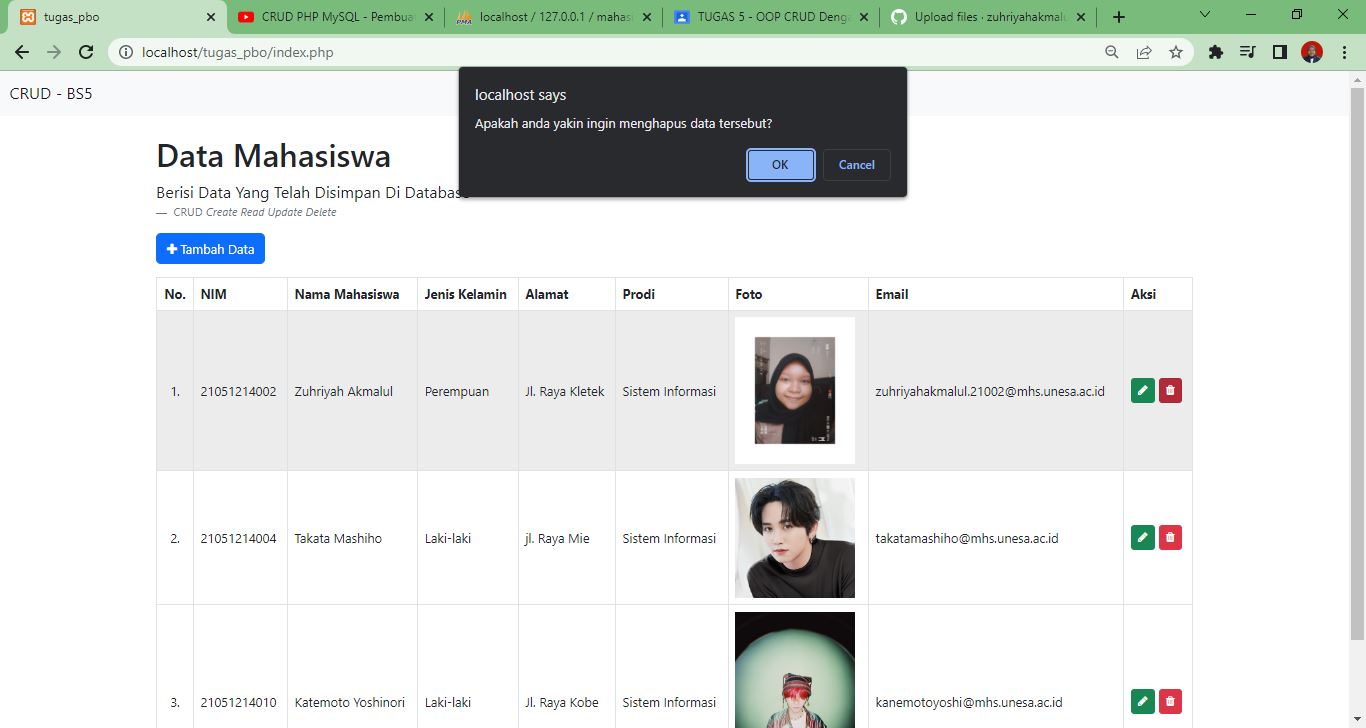 tugas_pbo
CRUD PHP MySQL - Pembua
localhost / 127.0.0.1 / mahas
TUGAS 5 - OOP CRUD Deng
Upload files · zuhriyahakmalu
localhost/tugas_pbo/index.php
CRUD - BS5
localhost says
Apakah anda yakin ingin menghapus data tersebut?
OK Cancel
Data Mahasiswa
Berisi Data Yang Telah Disimpan Di Database
— CRUD Create Read Update Delete
+ Tambah Data
No. NIM Nama Mahasiswa Jenis Kelamin Alamat Prodi Foto Email Aksi
1. 21051214002 Zuhriyah Akmalul Perempuan Jl. Raya Kletek Sistem Informasi zuhriyahakmalul.21002@mhs.unesa.ac.id
2. 21051214004 Takata Mashiho Laki-laki jl. Raya Mie Sistem Informasi takatamashiho@mhs.unesa.ac.id
3. 21051214010 Katemoto Yoshinori Laki-laki Jl. Raya Kobe Sistem Informasi kanemotoyoshi@mhs.unesa.ac.id